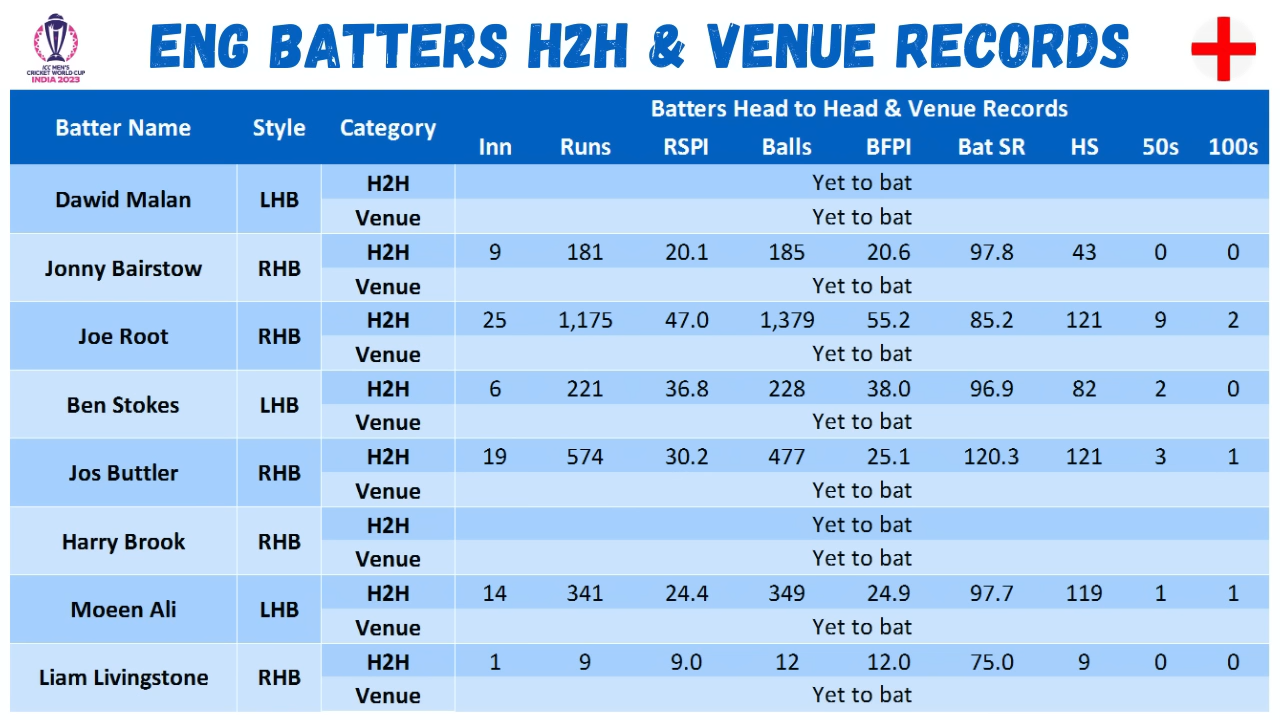 ICC MEN'S
CRICKET WORLD CUP
INDIA 2023
ENG BATTERS H2H & VENUE RECORDS
Batter Name Style Category Batters Head to Head & Venue Records
Inn Runs RSPI Balls BFPI Bat SR HS 50s 100s
Dawid Malan LHB H2H Yet to bat
Venue Yet to bat
Jonny Bairstow RHB H2H 9 181 20.1 185 20.6 97.8 43 0 0
Venue Yet to bat
Joe Root RHB H2H 25 1,175 47.0 1,379 55.2 85.2 121 9 2
Venue Yet to bat
Ben Stokes LHB H2H 6 221 36.8 228 38.0 96.9 82 2 0
Venue Yet to bat
Jos Buttler RHB H2H 19 574 30.2 477 25.1 120.3 121 3 1
Venue Yet to bat
Harry Brook RHB H2H Yet to bat
Venue Yet to bat
Moeen Ali LHB H2H 14 341 24.4 349 24.9 97.7 119 1 1
Venue Yet to bat
Liam Livingstone RHB H2H 1 9 9.0 12 12.0 75.0 9 0 0
Venue Yet to bat